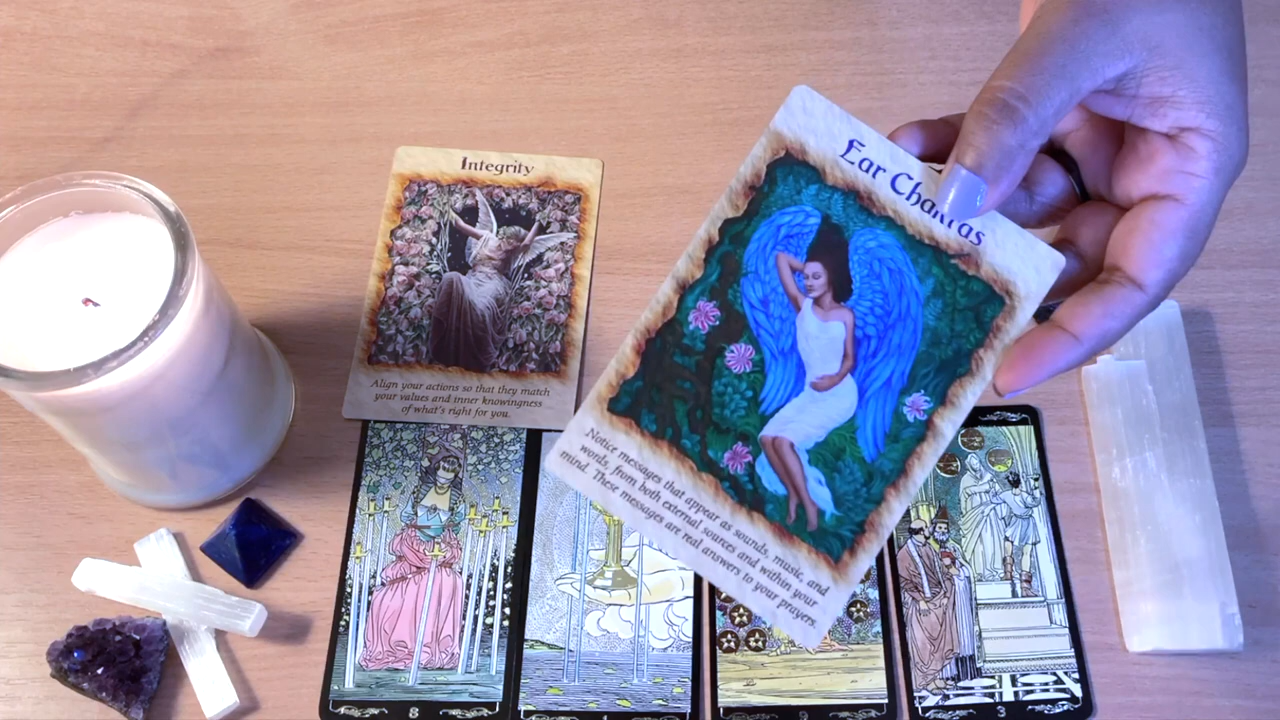 Integrity
Align your actions so that they match
your values and inner knowingness
of what's right for you.
Ear Chakras
Notice messages that appear as sounds, music, and
words, from both external sources and within your
mind. These messages are real answers to your prayers.
8
1
9
3